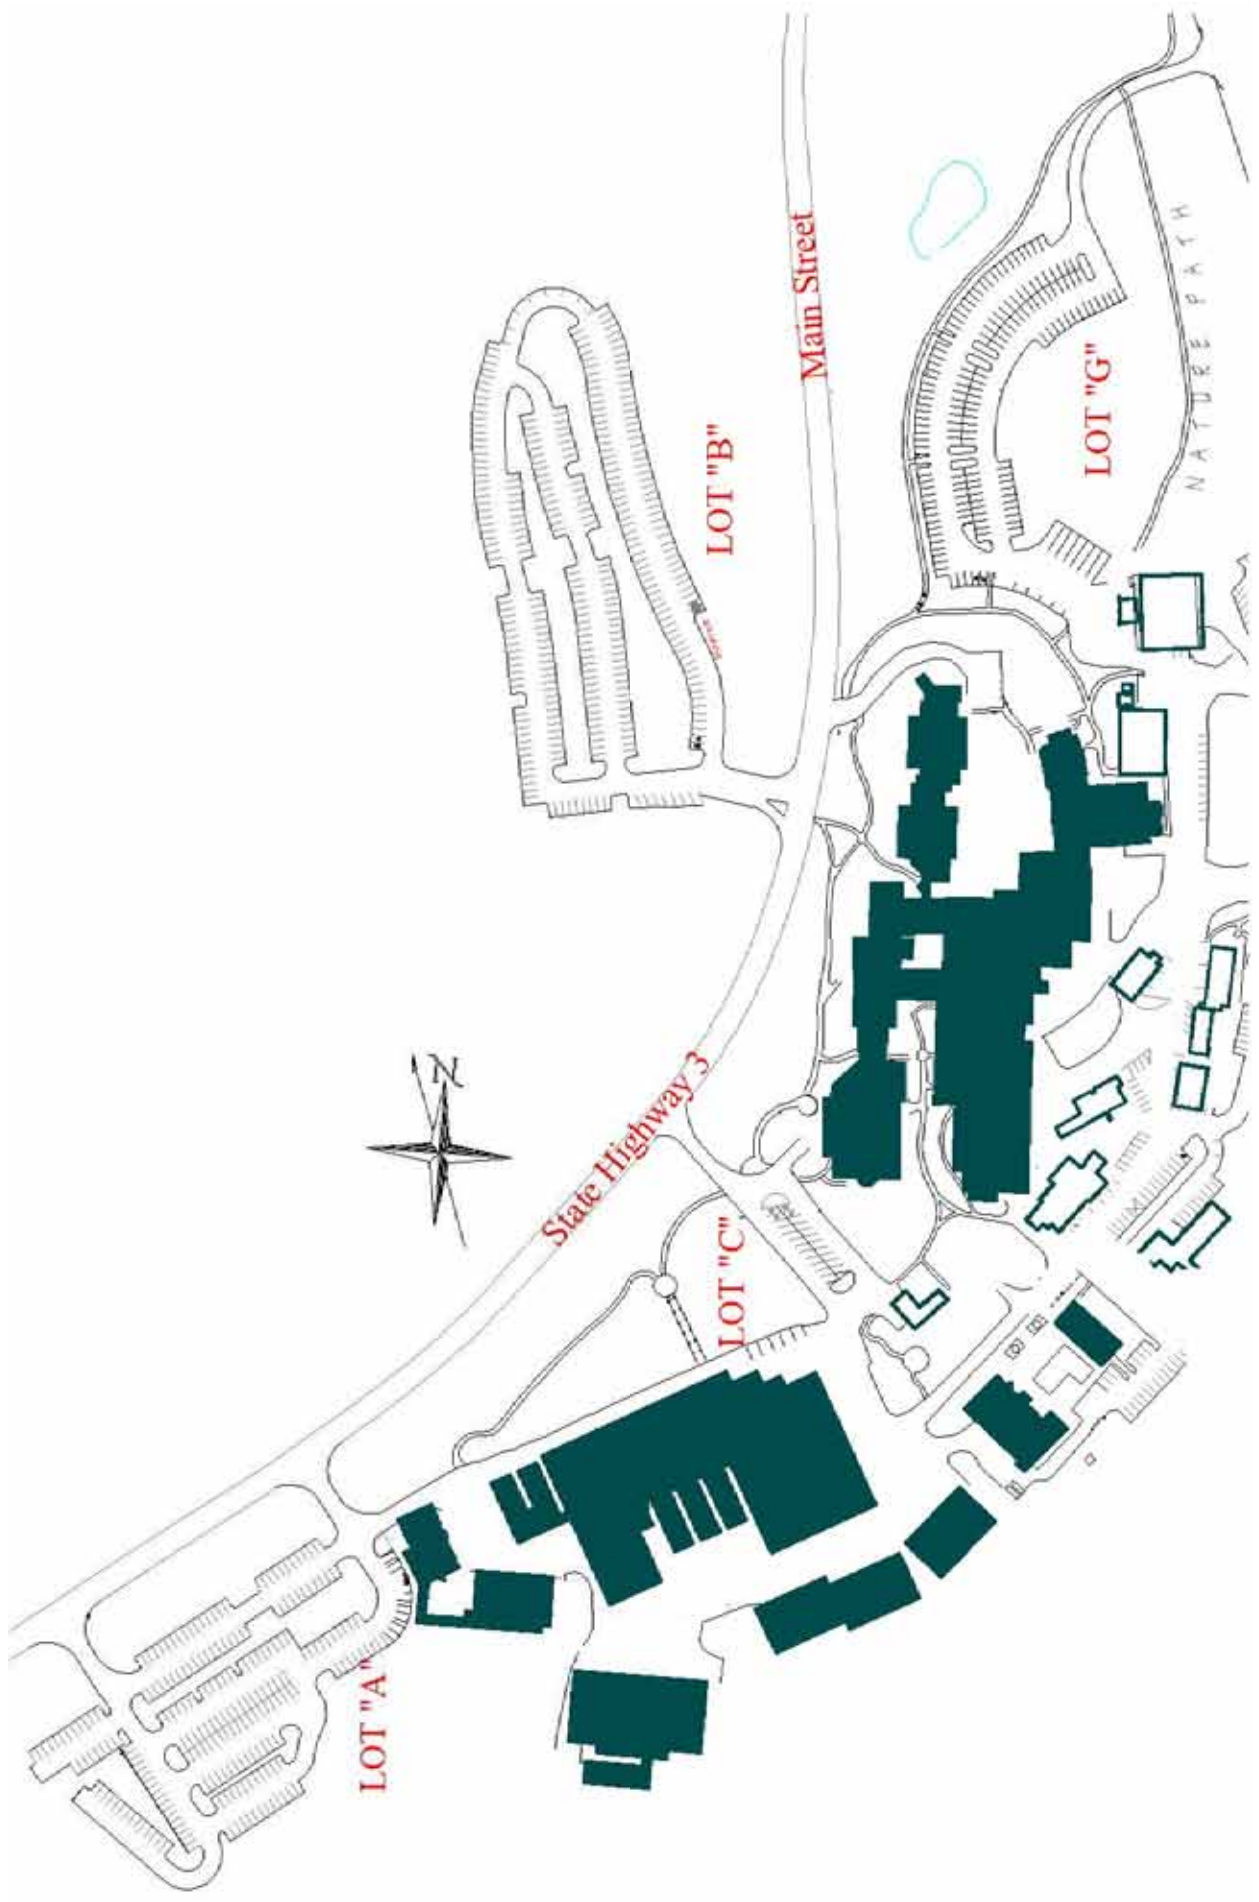 Main Street
LOT "B"
LOT "G"
NATURE PATH
N
State Highway 3
LOT "C"
LOT "A"